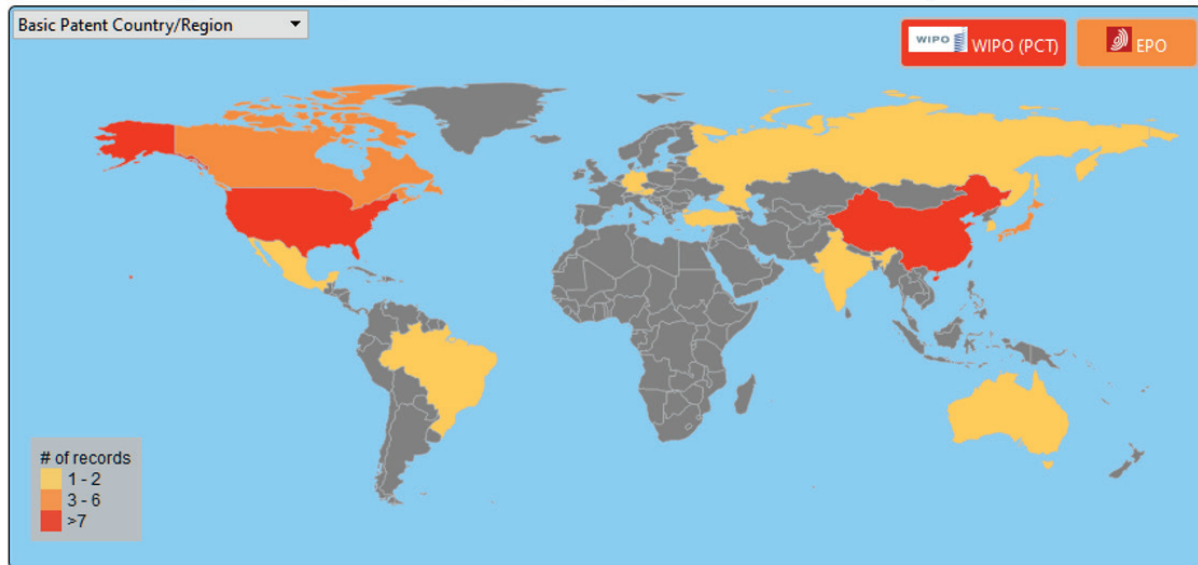 Basic Patent Country/Region
WIPO WIPO (PCT)
EPO
# of records
1 - 2
3 - 6
>7